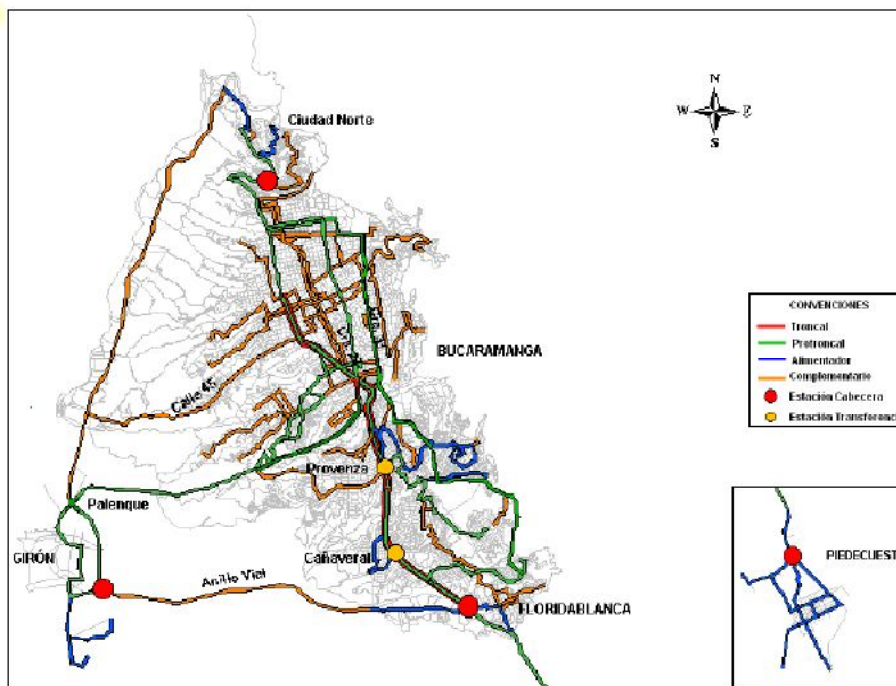 N
W E
S
Ciudad Norte
BUCARAMANGA
Calle 45
Provenza
Palenque
GIRÓN
Cañaveral
Anillo Vial
FLORIDABLANCA
CONVENCIONES
Troncal
Pretroncal
Alimentador
Complementario
Estación Cabecera
Estación Transferenc
PIEDECUEST